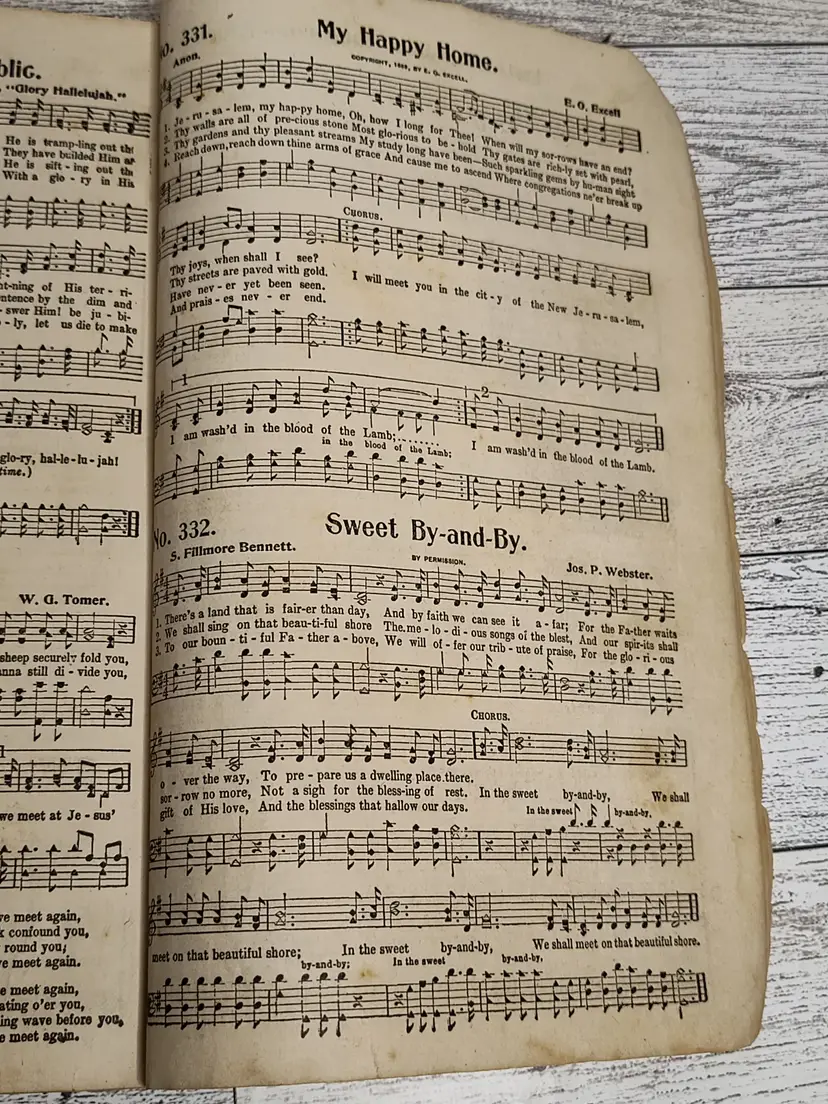 blic.
"Glory Hallelujah."
He is tramp-ling out the
They have builded Him
He is sift - ing out the
With a glo - ry in His
of His ter - ri-
by the dim and
swer Him! be ju - bi-
- ly, let us die to make
glo-ry, hal-le-lu-jah!
time.)
W. G. Tomer.
sheep securely fold you,
still di - vide you,
1
we meet at Je - sus'
we meet again,
confound you,
round you;
meet again.
meet again,
o'er you,
wave before you,
meet again.
No. 331.
My Happy Home.
Anon.
COPYRIGHT, BY E. O. EXCELL.
E. O. Excell
1. Je - ru - sa - lem, my hap-py home, Oh, how I long for Thee! When will my sor-rows have an end?
2. Thy walls are all of pre-cious stone Most glo-rious to be - hold Thy gates are rich-ly set with pearl,
3. Thy gardens and thy pleasant streams My study long have been—Such sparkling gems by hu-man sight
4. Reach down, reach down thine arms of grace And cause me to ascend Where congregations ne'er break up
CHORUS.
Thy joys, when shall I see?
Thy streets are paved with gold.
Have nev - er yet been seen.
And prais - es nev - er end.
I will meet you in the cit - y of the New Je - ru - sa - lem,
1
2
I am wash'd in the blood of the Lamb;........
in the blood of the Lamb;
I am wash'd in the blood of the Lamb.
No. 332.
Sweet By-and-By.
S. Fillmore Bennett.
BY PERMISSION.
Jos. P. Webster.
1. There's a land that is fair-er than day, And by faith we can see it a - far; For the Fa-ther waits
2. We shall sing on that beau-ti-ful shore The me - lo - di - ous songs of the blest, And our spir-its shall
3. To our boun - ti - ful Fa - ther a - bove, We will of - fer our trib - ute of praise, For the glo - ri - ous
CHORUS.
o - ver the way, To pre - pare us a dwelling place there.
sor - row no more, Not a sigh for the bless-ing of rest. In the sweet by-and-by, We shall
gift of His love, And the blessings that hallow our days.
In the sweet by-and-by,
meet on that beautiful shore; In the sweet by-and-by, We shall meet on that beautiful shore.
by-and-by; In the sweet by-and-by,